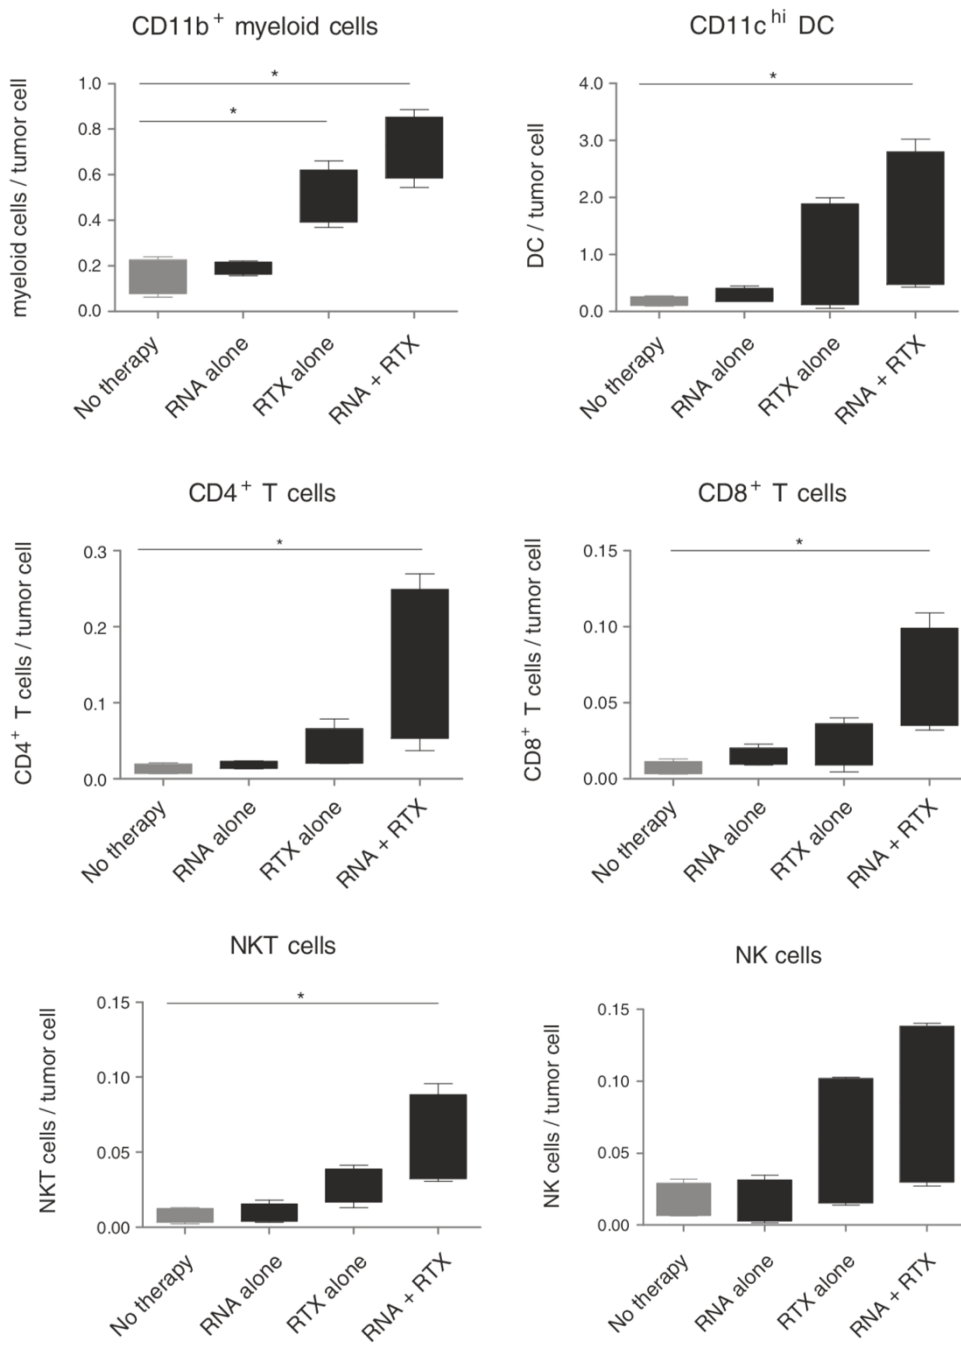 CD11b+ myeloid cells
myeloid cells / tumor cell
1.0
0.8
0.6
0.4
0.2
0.0
*
*
No therapy
RNA alone
RTX alone
RNA + RTX
CD11c hi DC
DC / tumor cell
4.0
3.0
2.0
1.0
0.0
*
No therapy
RNA alone
RTX alone
RNA + RTX
CD4+ T cells
CD4+ T cells / tumor cell
0.3
0.2
0.1
0.0
*
No therapy
RNA alone
RTX alone
RNA + RTX
CD8+ T cells
CD8+ T cells / tumor cell
0.15
0.10
0.05
0.00
*
No therapy
RNA alone
RTX alone
RNA + RTX
NKT cells
NKT cells / tumor cell
0.15
0.10
0.05
0.00
*
No therapy
RNA alone
RTX alone
RNA + RTX
NK cells
NK cells / tumor cell
0.15
0.10
0.05
0.00
No therapy
RNA alone
RTX alone
RNA + RTX